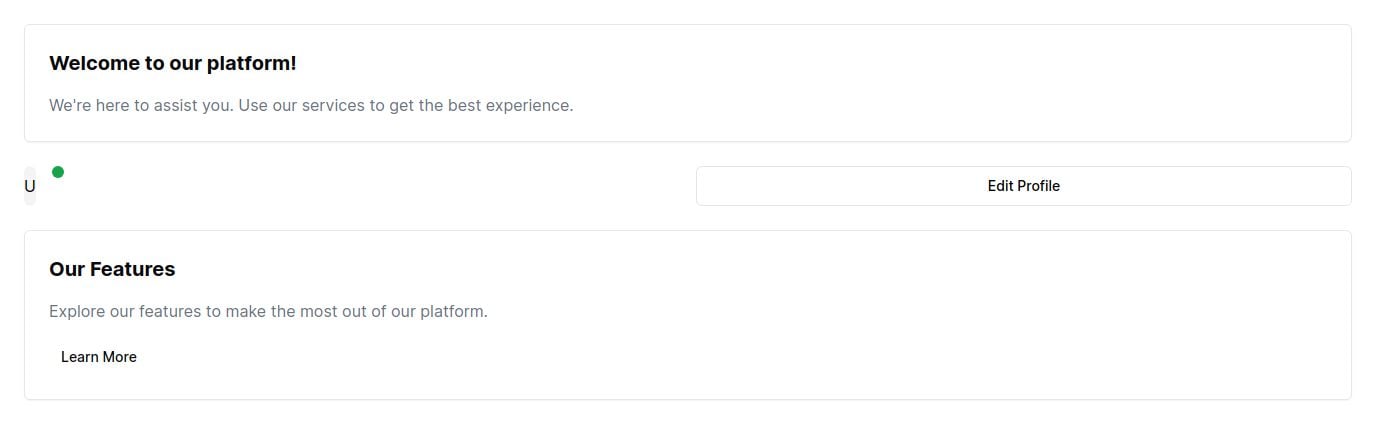 Welcome to our platform!
We're here to assist you. Use our services to get the best experience.
U
Edit Profile
Our Features
Explore our features to make the most out of our platform.
Learn More